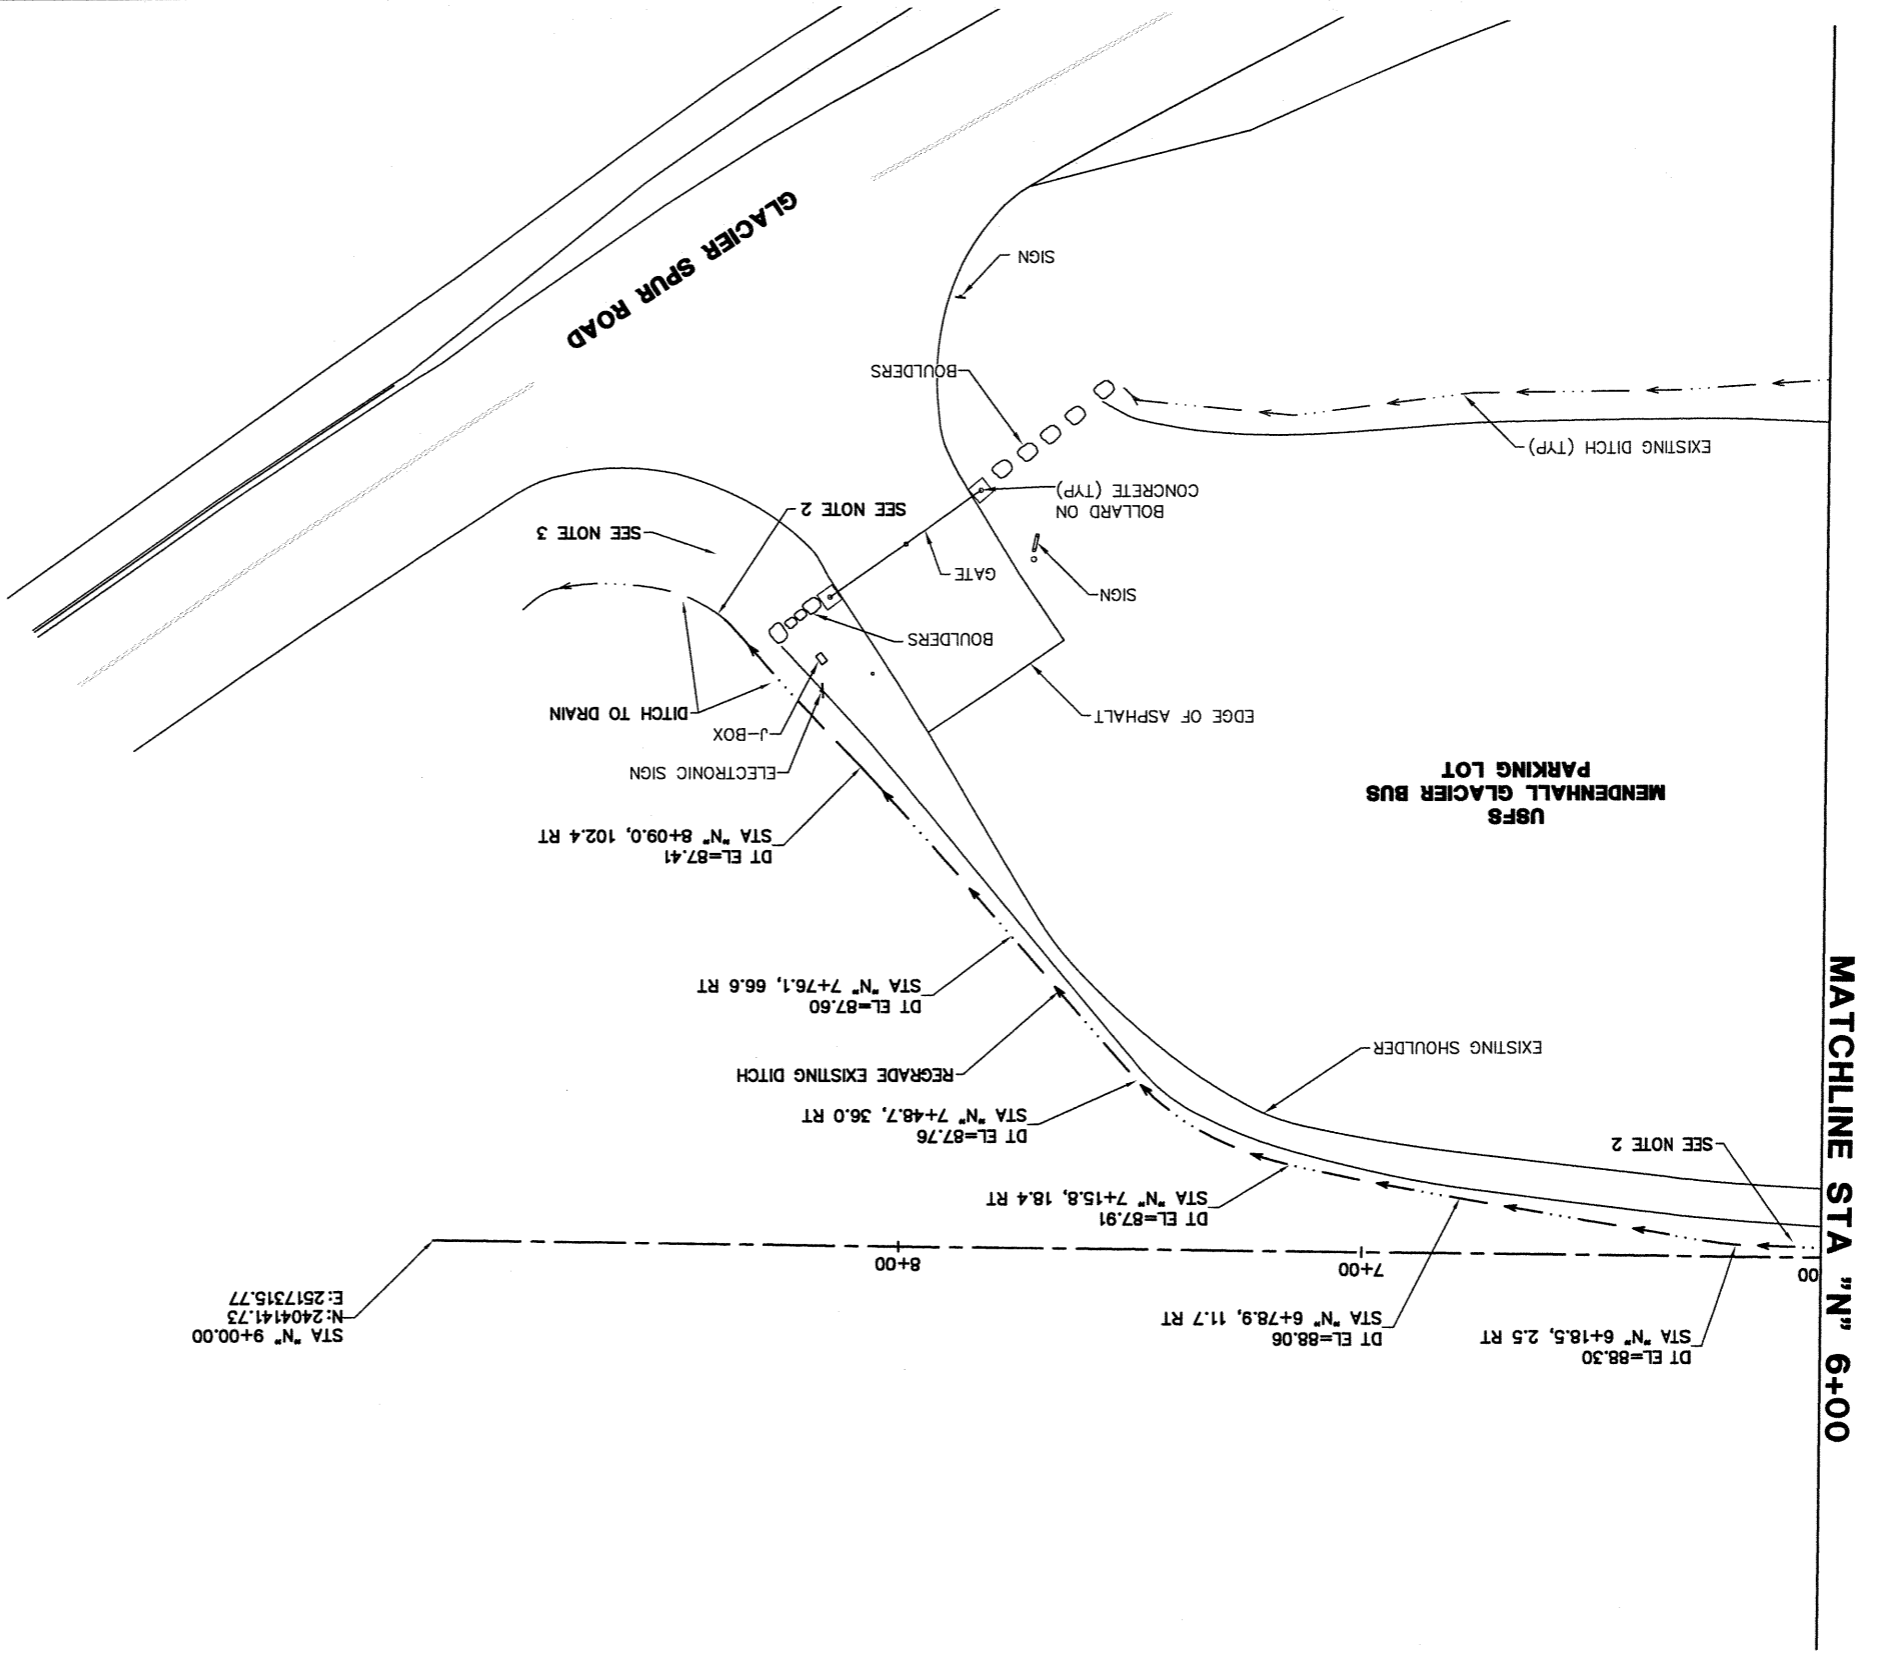 STA "N" 9+00.00
N: 2404141.73
E: 2517315.77
DT EL=88.30
STA "N" 6+18.5, 2.5 RT
DT EL=88.06
STA "N" 6+78.9, 11.7 RT
00
7+00
8+00
MATCHLINE STA "N" 6+00
DT EL=87.91
STA "N" 7+15.8, 18.4 RT
SEE NOTE 2
DT EL=87.76
STA "N" 7+48.7, 36.0 RT
REGRADE EXISTING DITCH
EXISTING SHOULDER
DT EL=87.60
STA "N" 7+76.1, 66.6 RT
DT EL=87.41
STA "N" 8+09.0, 102.4 RT
USFS
MENDENHALL GLACIER BUS
PARKING LOT
ELECTRONIC SIGN
J-BOX
DITCH TO DRAIN
EDGE OF ASPHALT
BOULDERS
SIGN
GATE
SEE NOTE 3
SEE NOTE 2
BOLLARD ON
CONCRETE (TYP)
EXISTING DITCH (TYP)
BOULDERS
SIGN
GLACIER SPUR ROAD